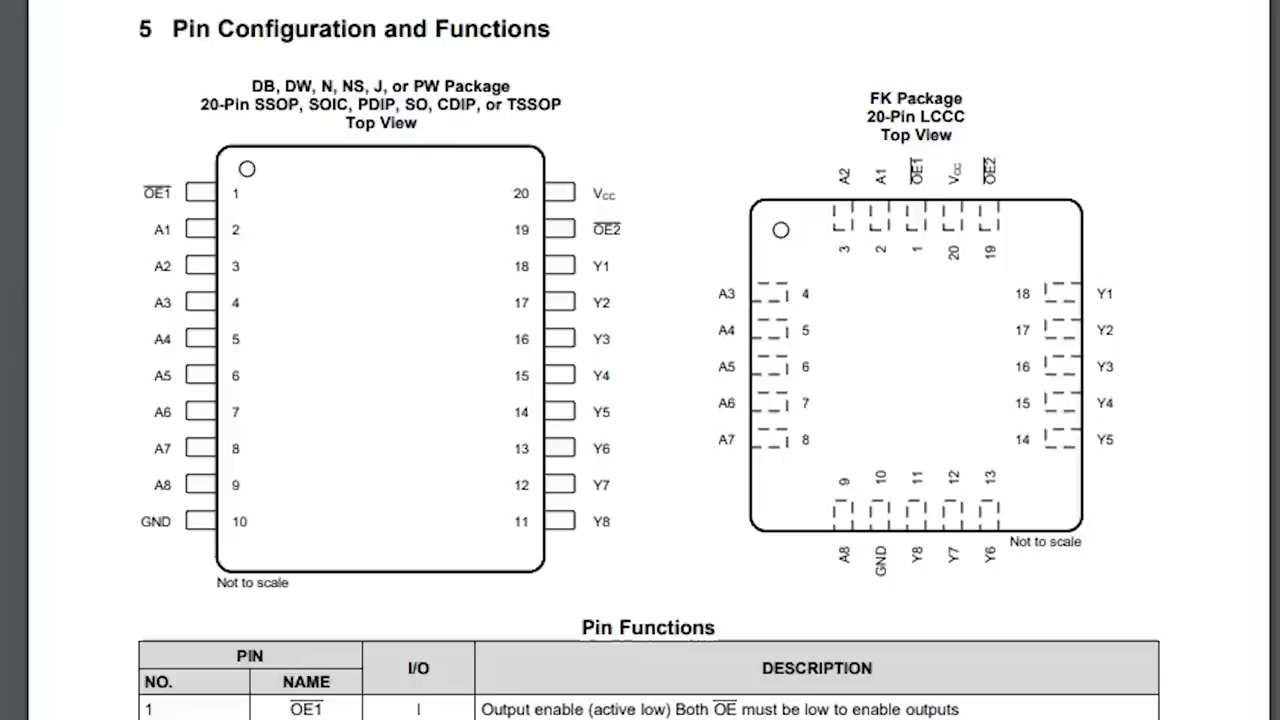 5 Pin Configuration and Functions
DB, DW, N, NS, J, or PW Package
20-Pin SSOP, SOIC, PDIP, SO, CDIP, or TSSOP
Top View
OE1 1 20 VCC
A1 2 19 OE2
A2 3 18 Y1
A3 4 17 Y2
A4 5 16 Y3
A5 6 15 Y4
A6 7 14 Y5
A7 8 13 Y6
A8 9 12 Y7
GND 10 11 Y8
Not to scale
FK Package
20-Pin LCCC
Top View
A2 A1 OE1 VCC OE2
3 2 1 20 19
A3 4 18 Y1
A4 5 17 Y2
A5 6 16 Y3
A6 7 15 Y4
A7 8 14 Y5
9 10 11 12 13
A8 GND Y8 Y7 Y6
Not to scale
Pin Functions
PIN I/O DESCRIPTION
NO. NAME
1 OE1 I Output enable (active low) Both OE must be low to enable outputs